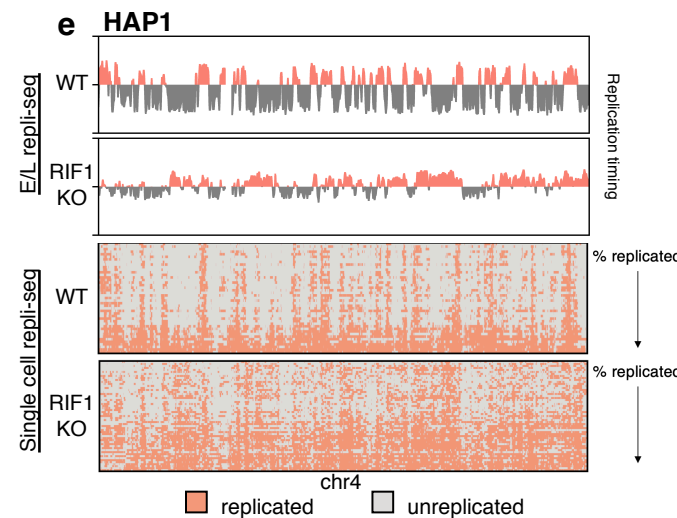 e HAP1
E/L repli-seq
WT
RIF1
KO
Replication timing
Single cell repli-seq
WT
% replicated
RIF1
KO
% replicated
chr4
replicated unreplicated